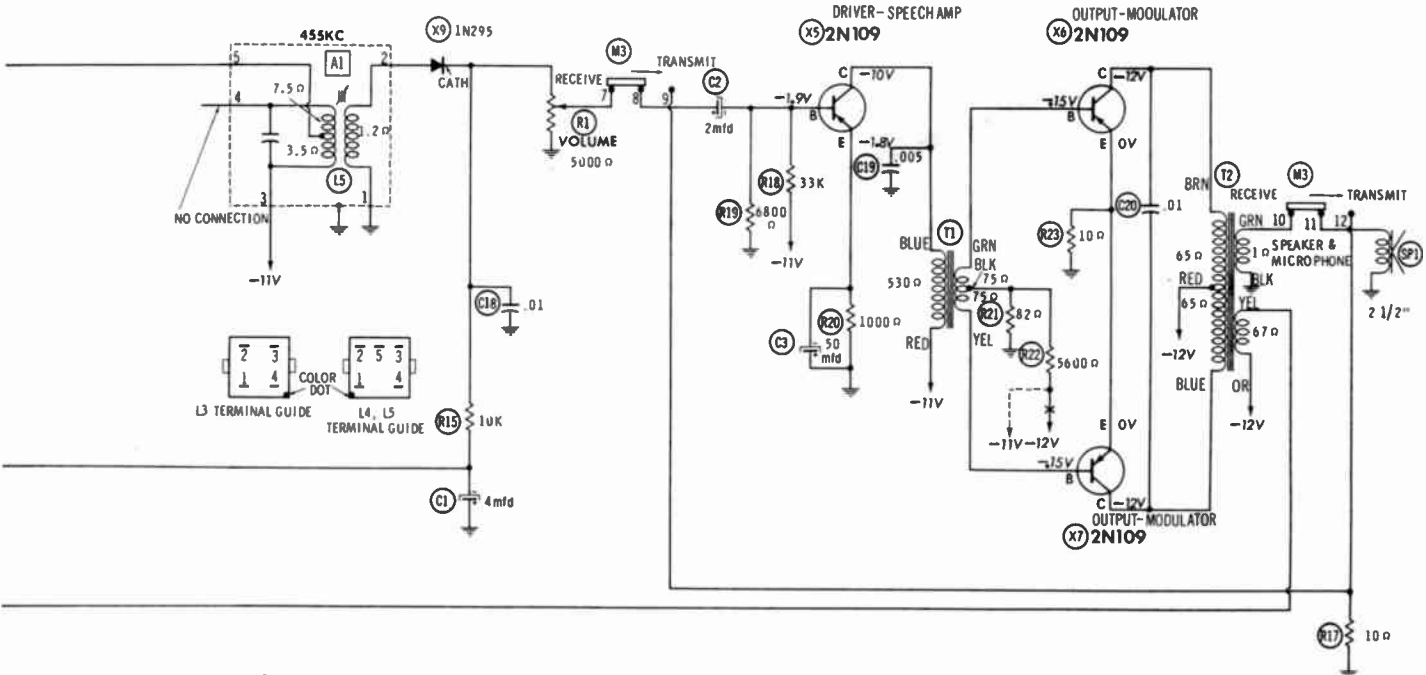 DRIVER-SPEECH AMP
X5 2N109
OUTPUT-MOOULATOR
X6 2N109
455KC
X9 1N295
CATH
A1
5
2
4
7.5Ω
3.5Ω
1.2Ω
L5
3
1
NO CONNECTION
-11V
M3
RECEIVE
TRANSMIT
7
8
9
R1
VOLUME
5000Ω
C2
2mfd
-1.9V
B
C
-10V
E
-1.8V
C19
.005
R18
33K
R19
6800
Ω
-11V
C18
.01
R15
10K
C1
4mfd
2 3
1 4
COLOR
DOT
L3 TERMINAL GUIDE
2 5 3
1 4
L4, L5
TERMINAL GUIDE
C3
50
mfd
R20
1000Ω
T1
BLUE
530Ω
RED
-11V
GRN
BLK
75Ω
75Ω
YEL
R21
82Ω
R22
5600Ω
-11V
-12V
-.15V
B
C
-12V
E
0V
R23
10Ω
C20
.01
E
0V
-.15V
B
C
-12V
OUTPUT-MODULATOR
X7 2N109
T2
BRN
65Ω
RED
65Ω
-12V
BLUE
GRN
1Ω
BLK
YEL
67Ω
OR
-12V
RECEIVE
M3
TRANSMIT
10
11
12
SPEAKER &
MICROPHONE
SP1
2 1/2"
R17
10Ω